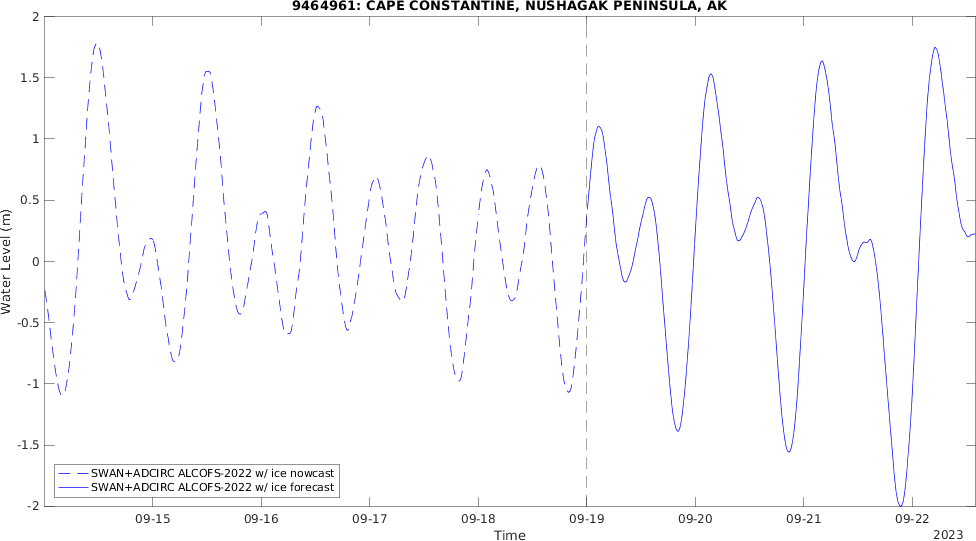 9464961: CAPE CONSTANTINE, NUSHAGAK PENINSULA, AK
2
1.5
1
0.5
0
-0.5
-1
-1.5
-2
Water Level (m)
SWAN+ADCIRC ALCOFS-2022 w/ ice nowcast
SWAN+ADCIRC ALCOFS-2022 w/ ice forecast
09-15 09-16 09-17 09-18 09-19 09-20 09-21 09-22
Time
2023